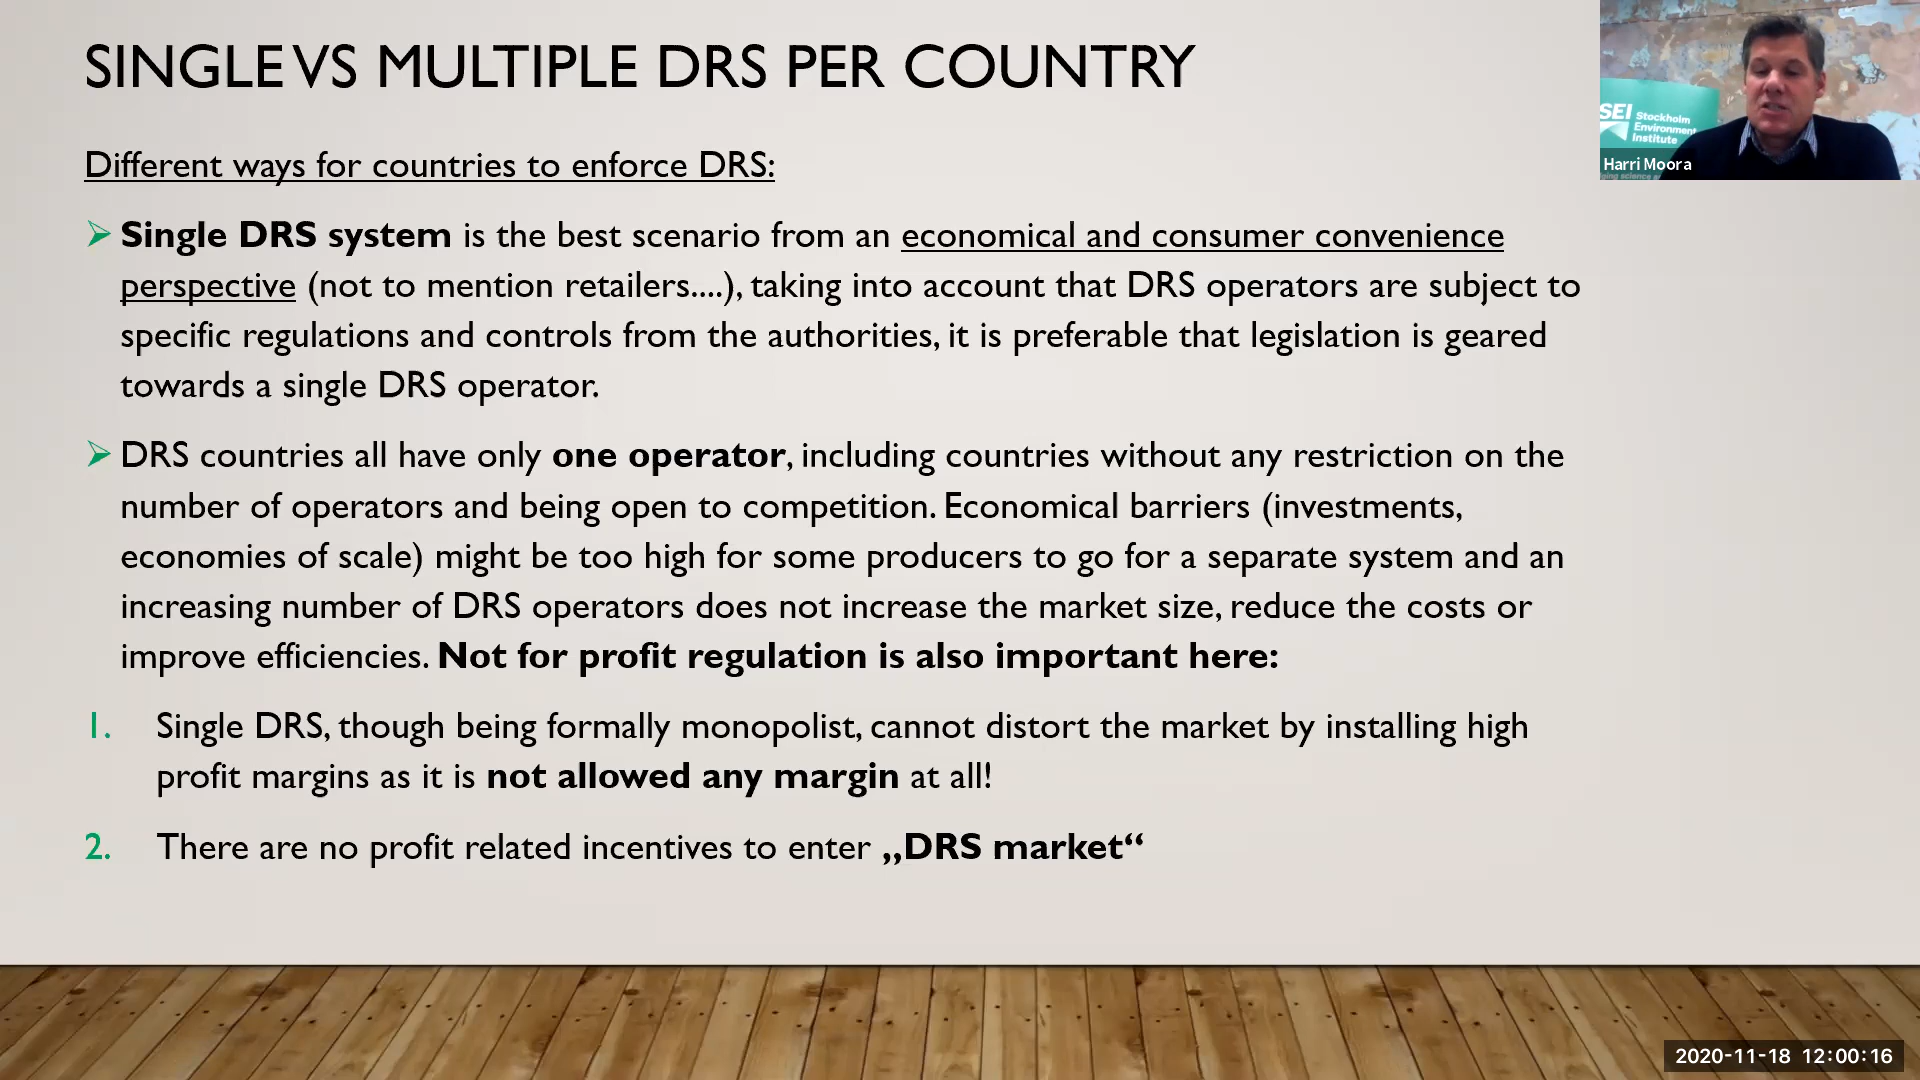 SINGLE VS MULTIPLE DRS PER COUNTRY
Different ways for countries to enforce DRS:
➢ Single DRS system is the best scenario from an economical and consumer convenience
perspective (not to mention retailers....), taking into account that DRS operators are subject to
specific regulations and controls from the authorities, it is preferable that legislation is geared
towards a single DRS operator.
➢ DRS countries all have only one operator, including countries without any restriction on the
number of operators and being open to competition. Economical barriers (investments,
economies of scale) might be too high for some producers to go for a separate system and an
increasing number of DRS operators does not increase the market size, reduce the costs or
improve efficiencies. Not for profit regulation is also important here:
1. Single DRS, though being formally monopolist, cannot distort the market by installing high
profit margins as it is not allowed any margin at all!
2. There are no profit related incentives to enter „DRS market“
SEI Stockholm
Environment
Institute
Harri Moora
2020-11-18 12:00:16